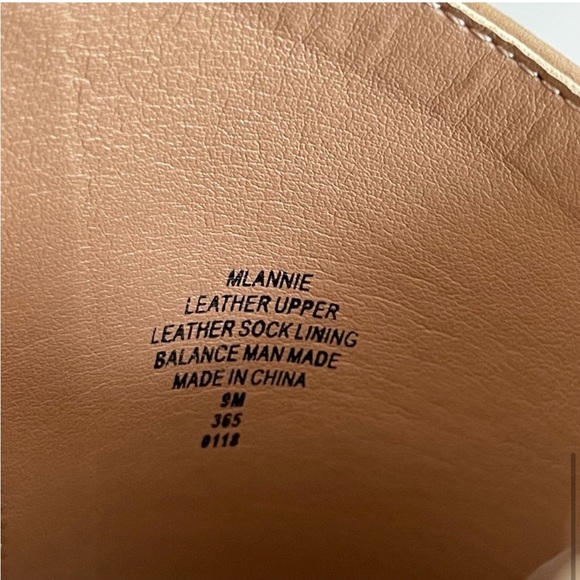 MLANNIE
LEATHER UPPER
LEATHER SOCK LINING
BALANCE MAN MADE
MADE IN CHINA
9M
365
0118